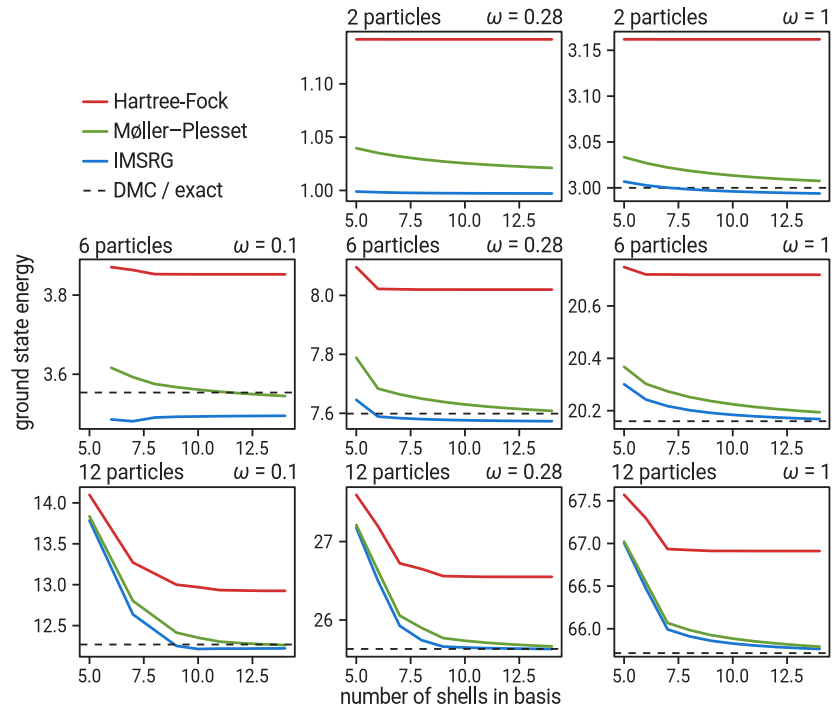 2 particles ω = 0.28
2 particles ω = 1
1.10
1.05
1.00
5.0 7.5 10.0 12.5
3.15
3.10
3.05
3.00
5.0 7.5 10.0 12.5
Hartree-Fock
Møller–Plesset
IMSRG
DMC / exact
ground state energy
6 particles ω = 0.1
6 particles ω = 0.28
6 particles ω = 1
3.8
3.6
5.0 7.5 10.0 12.5
8.0
7.8
7.6
5.0 7.5 10.0 12.5
20.6
20.4
20.2
5.0 7.5 10.0 12.5
12 particles ω = 0.1
12 particles ω = 0.28
12 particles ω = 1
14.0
13.5
13.0
12.5
5.0 7.5 10.0 12.5
27
26
5.0 7.5 10.0 12.5
67.5
67.0
66.5
66.0
5.0 7.5 10.0 12.5
number of shells in basis